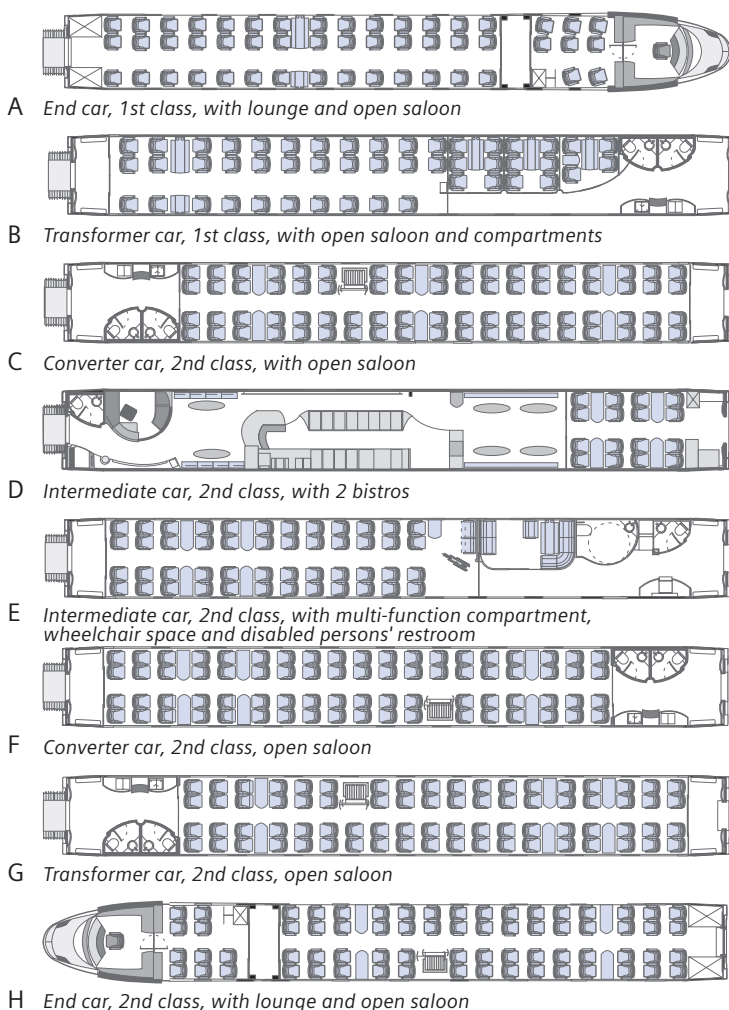 A End car, 1st class, with lounge and open saloon
B Transformer car, 1st class, with open saloon and compartments
C Converter car, 2nd class, with open saloon
D Intermediate car, 2nd class, with 2 bistros
E Intermediate car, 2nd class, with multi-function compartment,
wheelchair space and disabled persons' restroom
F Converter car, 2nd class, open saloon
G Transformer car, 2nd class, open saloon
H End car, 2nd class, with lounge and open saloon